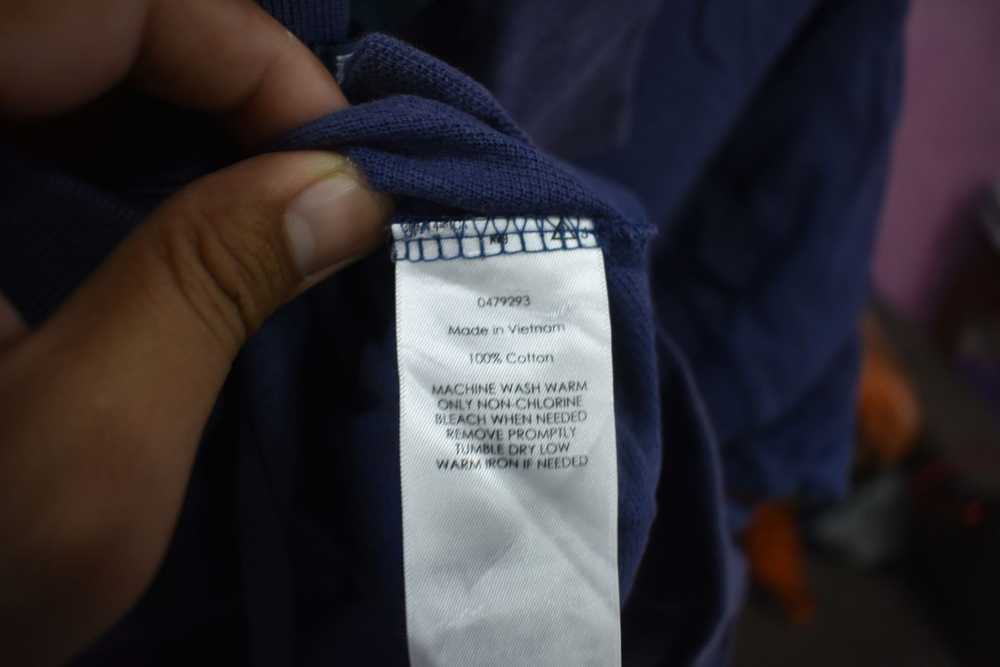 0479293
Made in Vietnam
100% Cotton
MACHINE WASH WARM
ONLY NON-CHLORINE
BLEACH WHEN NEEDED
REMOVE PROMPTLY
TUMBLE DRY LOW
WARM IRON IF NEEDED